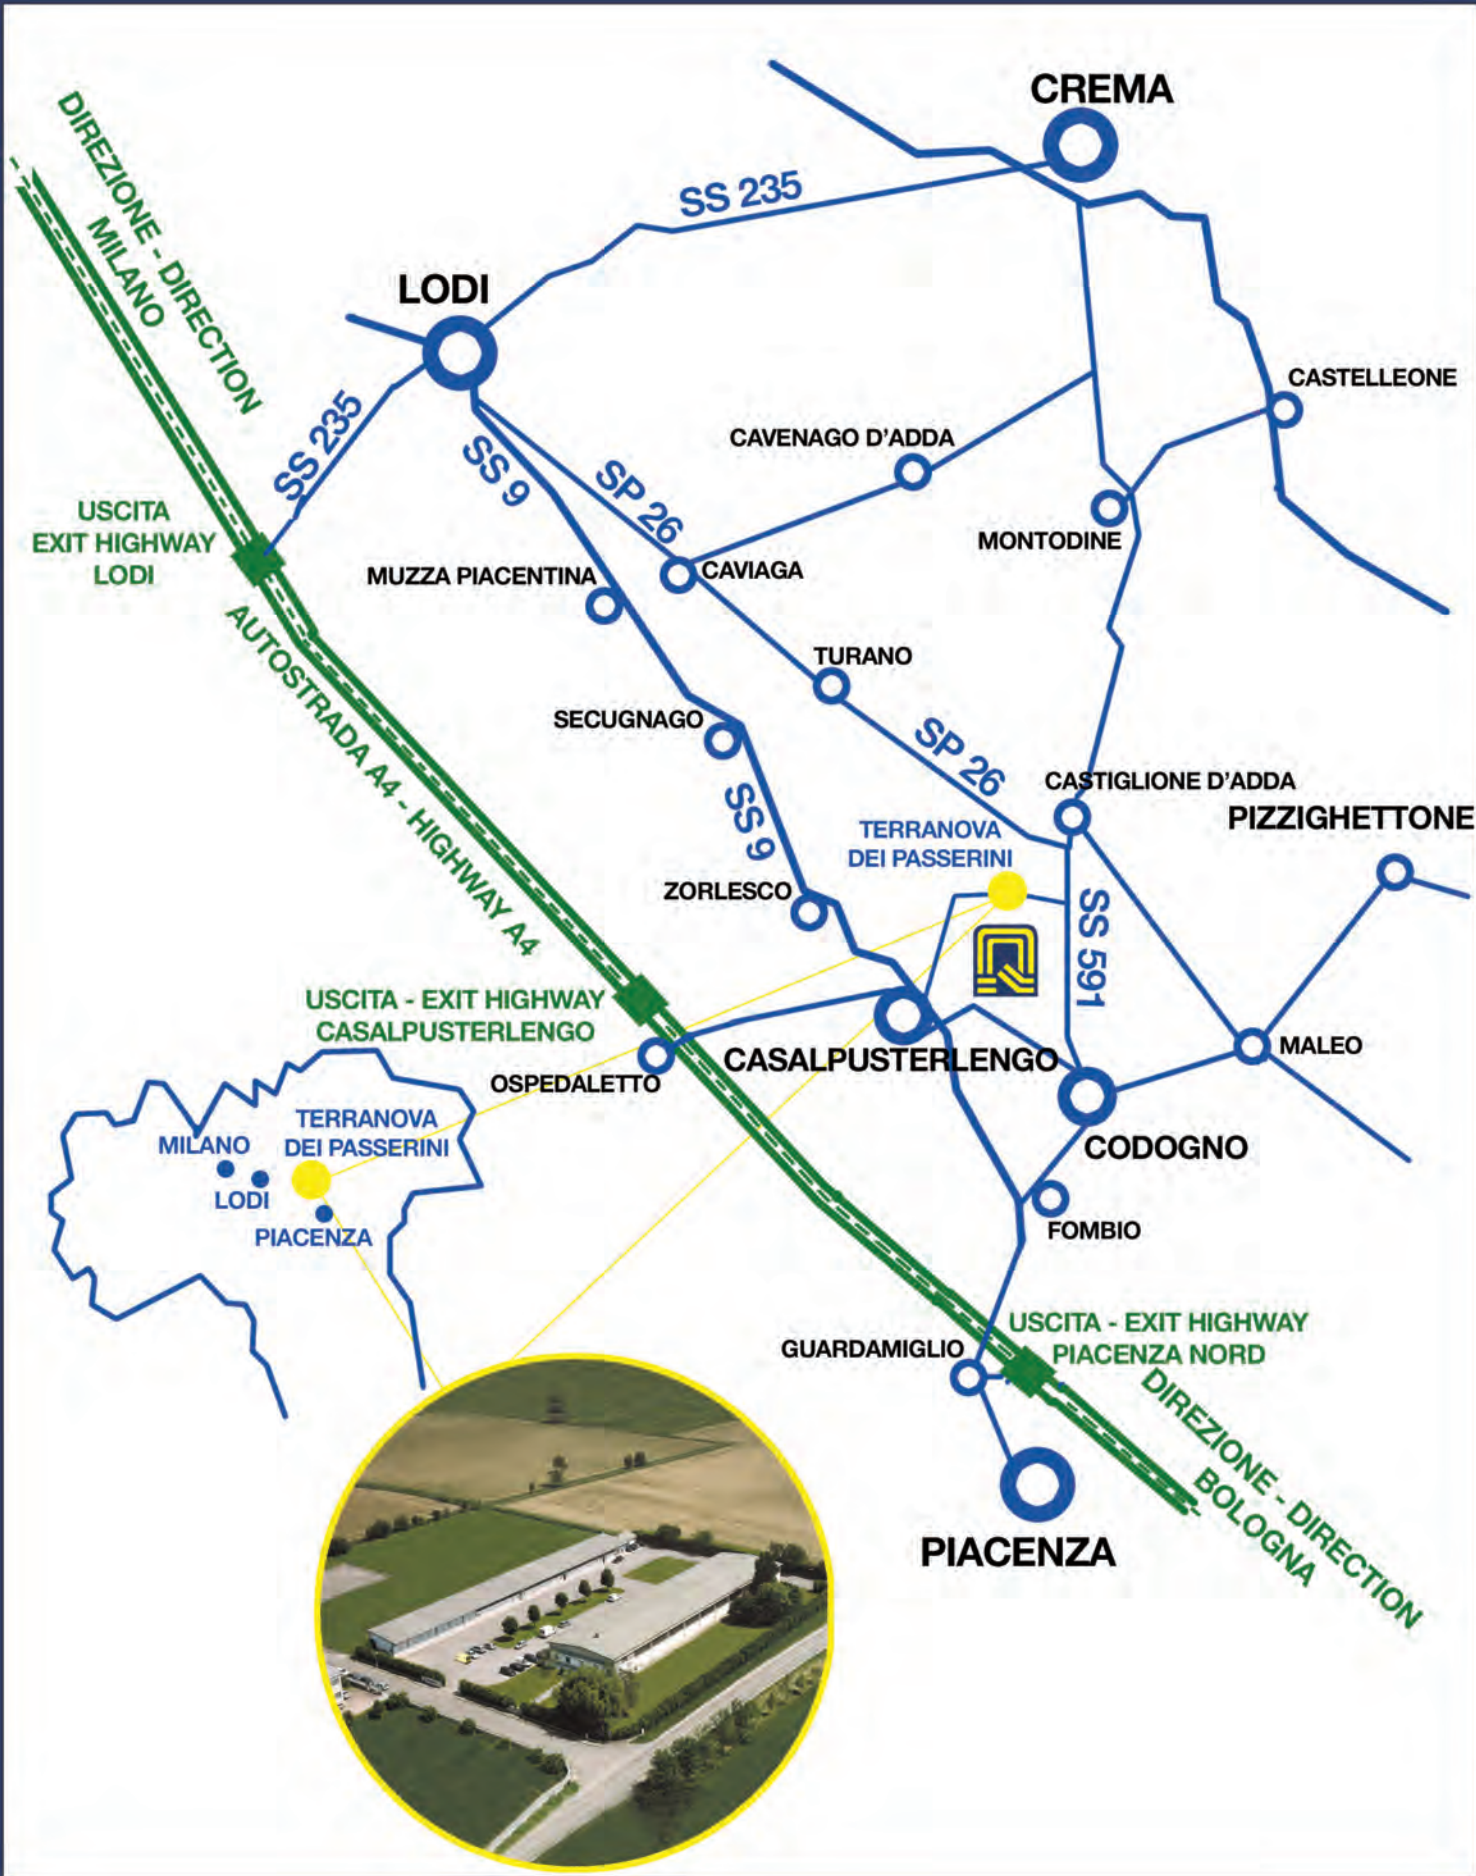 CREMA
DIREZIONE - DIRECTION
MILANO
SS 235
LODI
CASTELLEONE
SS 235
CAVENAGO D'ADDA
SS 9
SP 26
USCITA
EXIT HIGHWAY
LODI
MONTODINE
MUZZA PIACENTINA
CAVIAGA
AUTOSTRADA A4 - HIGHWAY A4
TURANO
SECUGNAGO
SP 26
CASTIGLIONE D'ADDA
SS 9
PIZZIGHETTONE
TERRANOVA
DEI PASSERINI
ZORLESCO
SS 591
USCITA - EXIT HIGHWAY
CASALPUSTERLENGO
CASALPUSTERLENGO
MALEO
OSPEDALETTO
TERRANOVA
DEI PASSERINI
MILANO
LODI
PIACENZA
CODOGNO
FOMBIO
USCITA - EXIT HIGHWAY
PIACENZA NORD
GUARDAMIGLIO
DIREZIONE - DIRECTION
BOLOGNA
PIACENZA